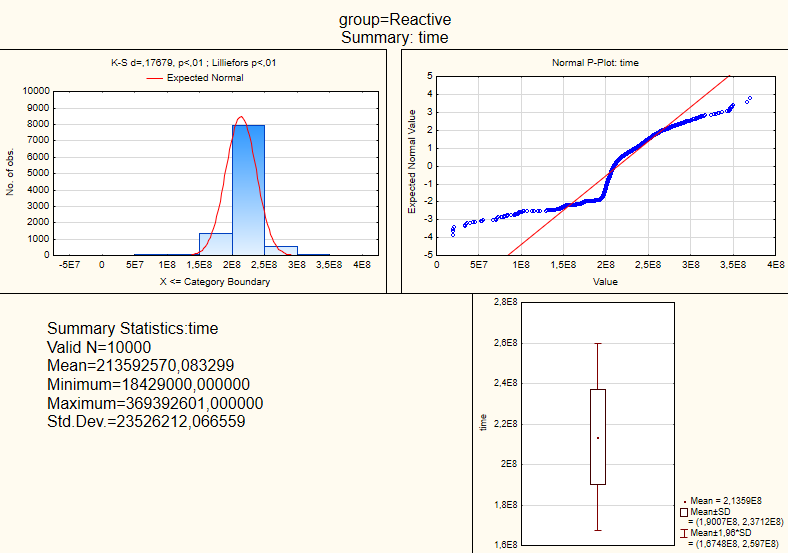 group=Reactive
Summary: time
K-S d=,17679, p<,01 ; Lilliefors p<,01
Expected Normal
10000
9000
8000
7000
6000
5000
4000
3000
2000
1000
0
No. of obs.
-5E7 0 5E7 1E8 1,5E8 2E8 2,5E8 3E8 3,5E8
X <= Category Boundary
Normal P-Plot: time
5
4
3
2
1
0
-1
-2
-3
-4
-5
Expected Normal Value
0 5E7 1E8 1,5E8 2E8 2,5E8 3E8 3,5E8 4E8
Value
Summary Statistics:time
Valid N=10000
Mean=213592570,083299
Minimum=18429000,000000
Maximum=369392601,000000
Std.Dev.=23526212,066559
2,8E8
2,6E8
2,4E8
2,2E8
2E8
1,8E8
1,6E8
time
Mean = 2,1359E8
Mean±SD
= (1,9007E8, 2,3712E8)
Mean±1,96*SD
= (1,6748E8, 2,597E8)